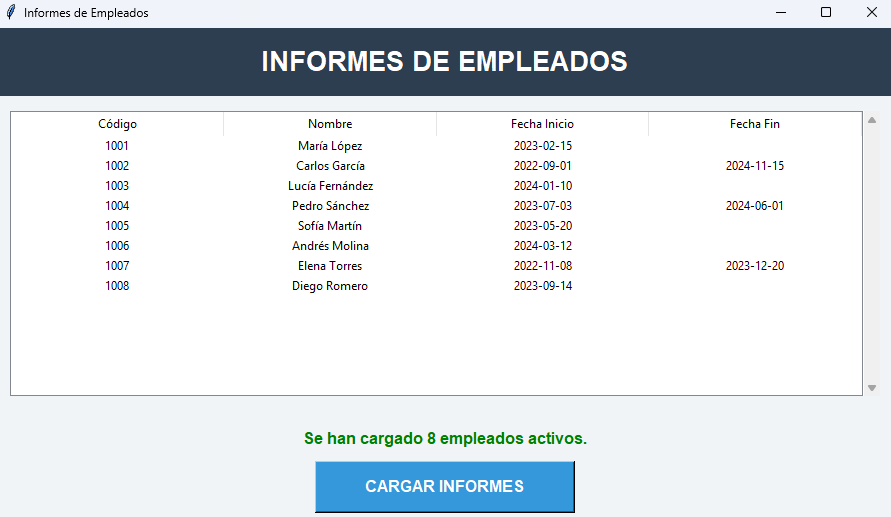 Informes de Empleados
INFORMES DE EMPLEADOS
Código Nombre Fecha Inicio Fecha Fin
1001 María López 2023-02-15
1002 Carlos García 2022-09-01 2024-11-15
1003 Lucía Fernández 2024-01-10
1004 Pedro Sánchez 2023-07-03 2024-06-01
1005 Sofía Martín 2023-05-20
1006 Andrés Molina 2024-03-12
1007 Elena Torres 2022-11-08 2023-12-20
1008 Diego Romero 2023-09-14
Se han cargado 8 empleados activos.
CARGAR INFORMES